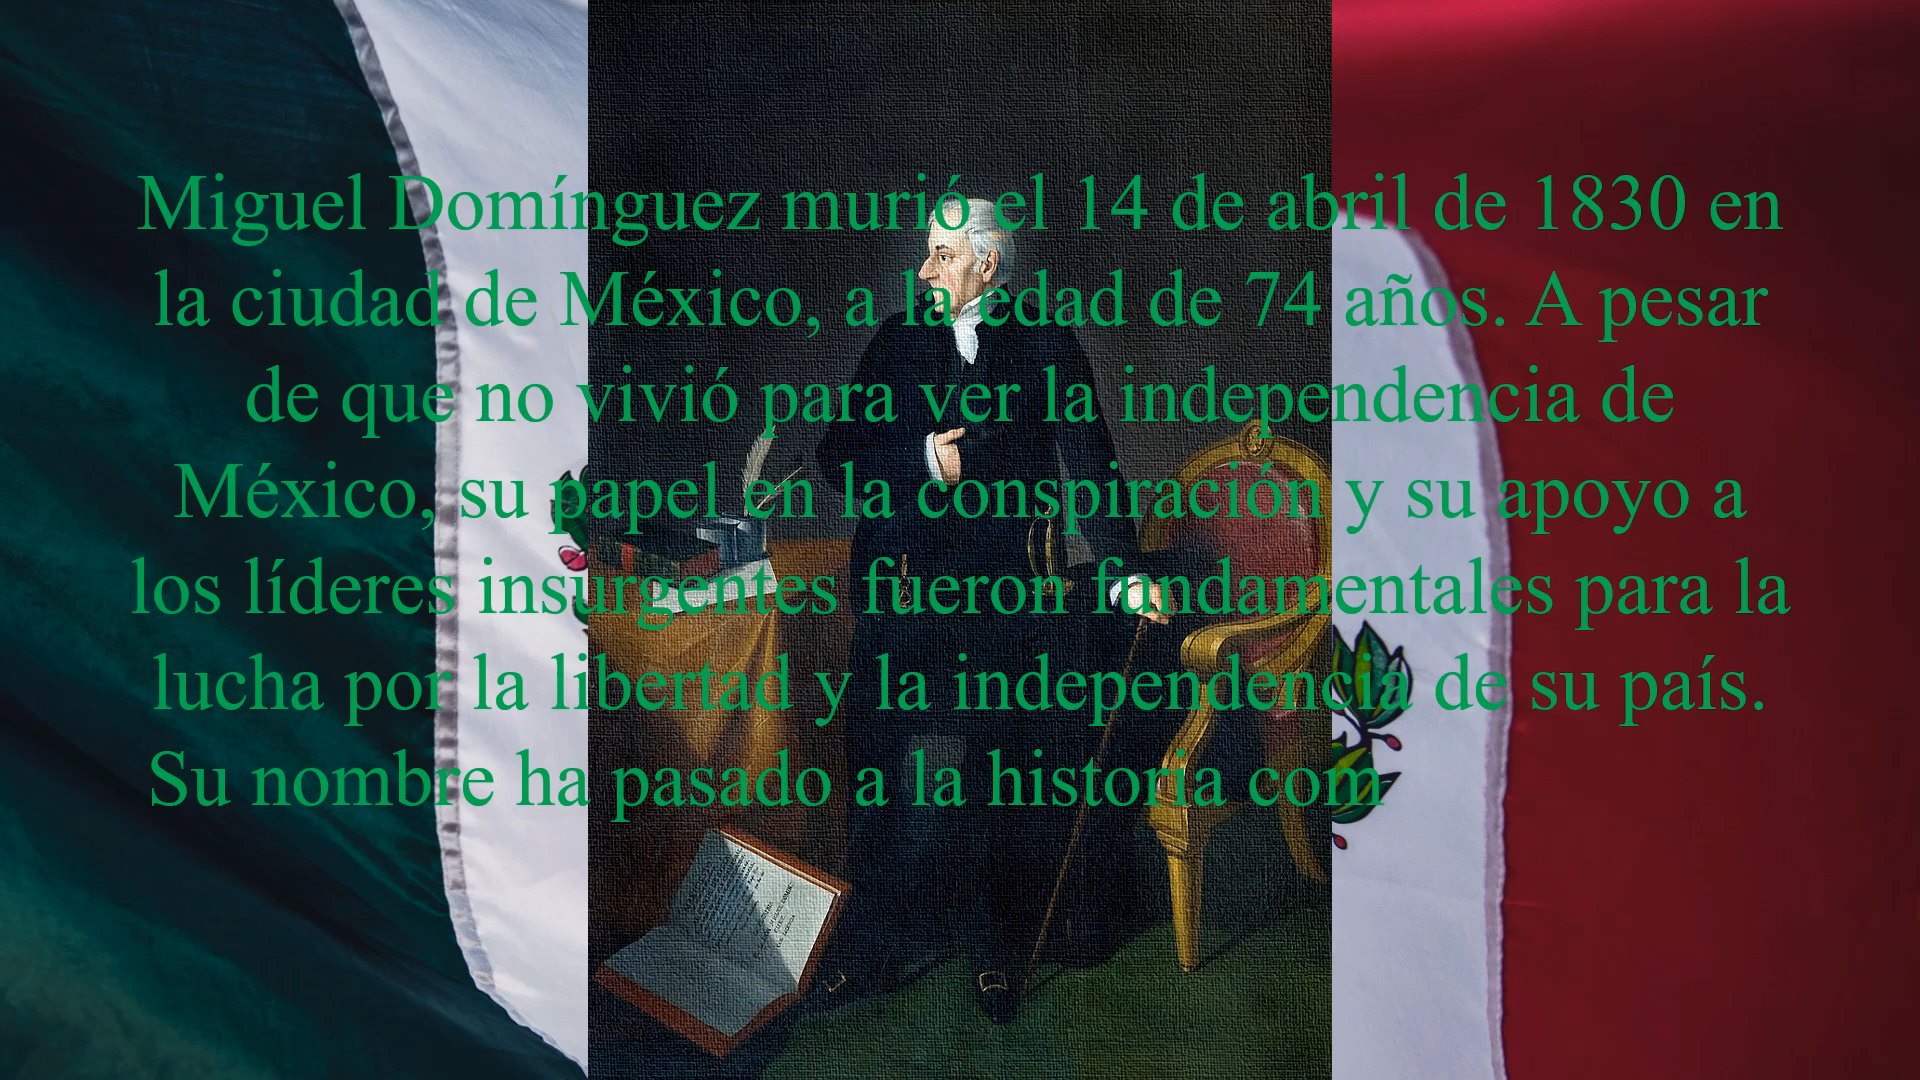 Miguel Domínguez murió el 14 de abril de 1830 en
la ciudad de México, a la edad de 74 años. A pesar
de que no vivió para ver la independencia de
México, su papel en la conspiración y su apoyo a
los líderes insurgentes fueron fundamentales para la
lucha por la libertad y la independencia de su país.
Su nombre ha pasado a la historia com